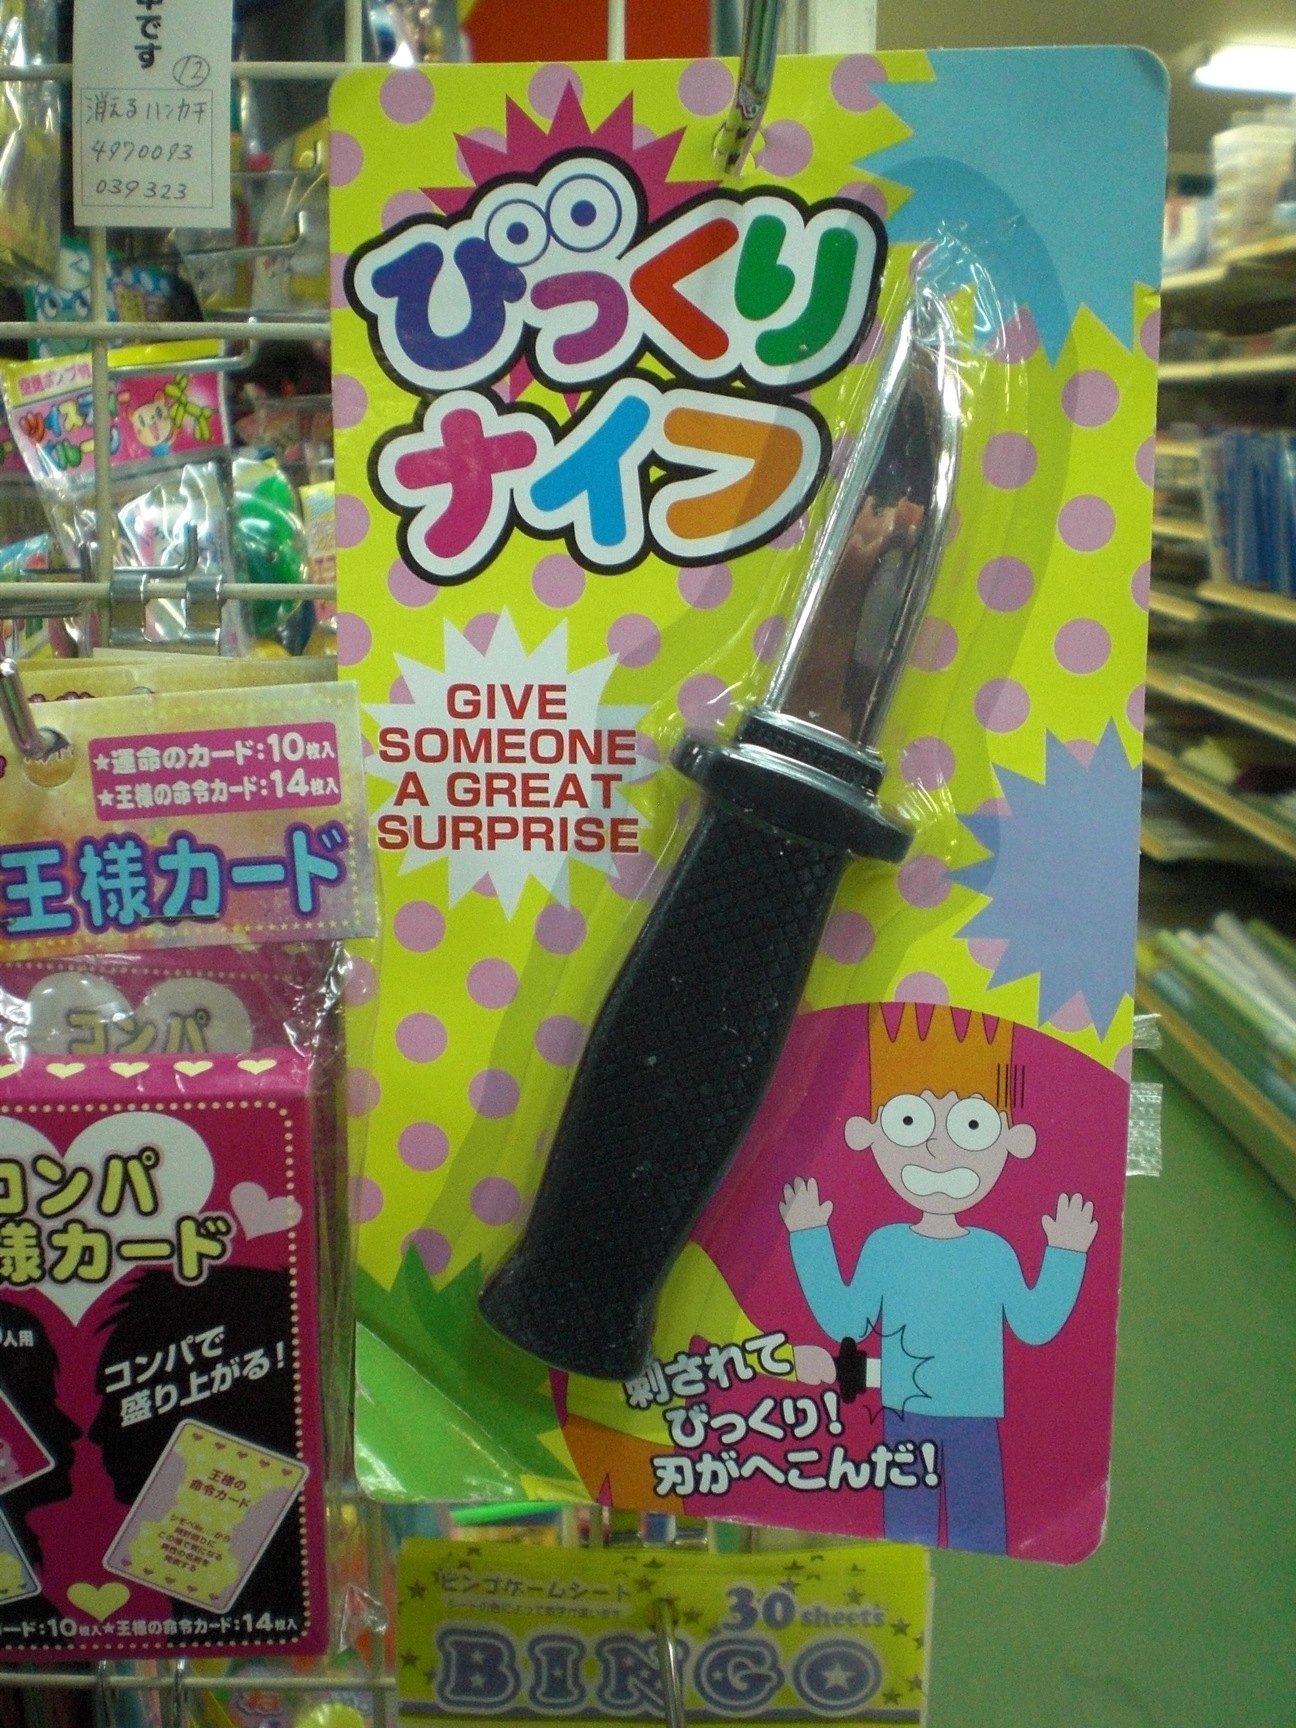 中です
⑫
消えるハンカチ
4970093
039323
びっくり
ナイフ
GIVE
SOMEONE
A GREAT
SURPRISE
MADE IN CHINA
刺されて
びっくり!
刃がへこんだ!
★運命のカード:10枚入
★王様の命令カード:14枚入
王様カード
コンパ
コンパ
様カード
人用
コンパで
盛り上がる!
王様の
命令カード
ード:10枚入★王様の命令カード:14枚入
ビンゴゲームシート
30 sheets
BINGO